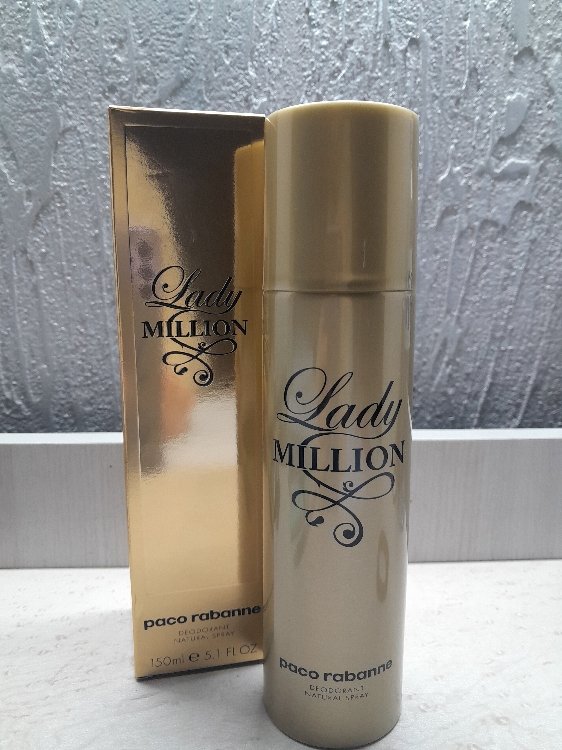 Lady
MILLION
paco rabanne
DEODORANT
NATURAL SPRAY
150ml e 5.1 FL OZ
Lady
MILLION
paco rabanne
DEODORANT
NATURAL SPRAY